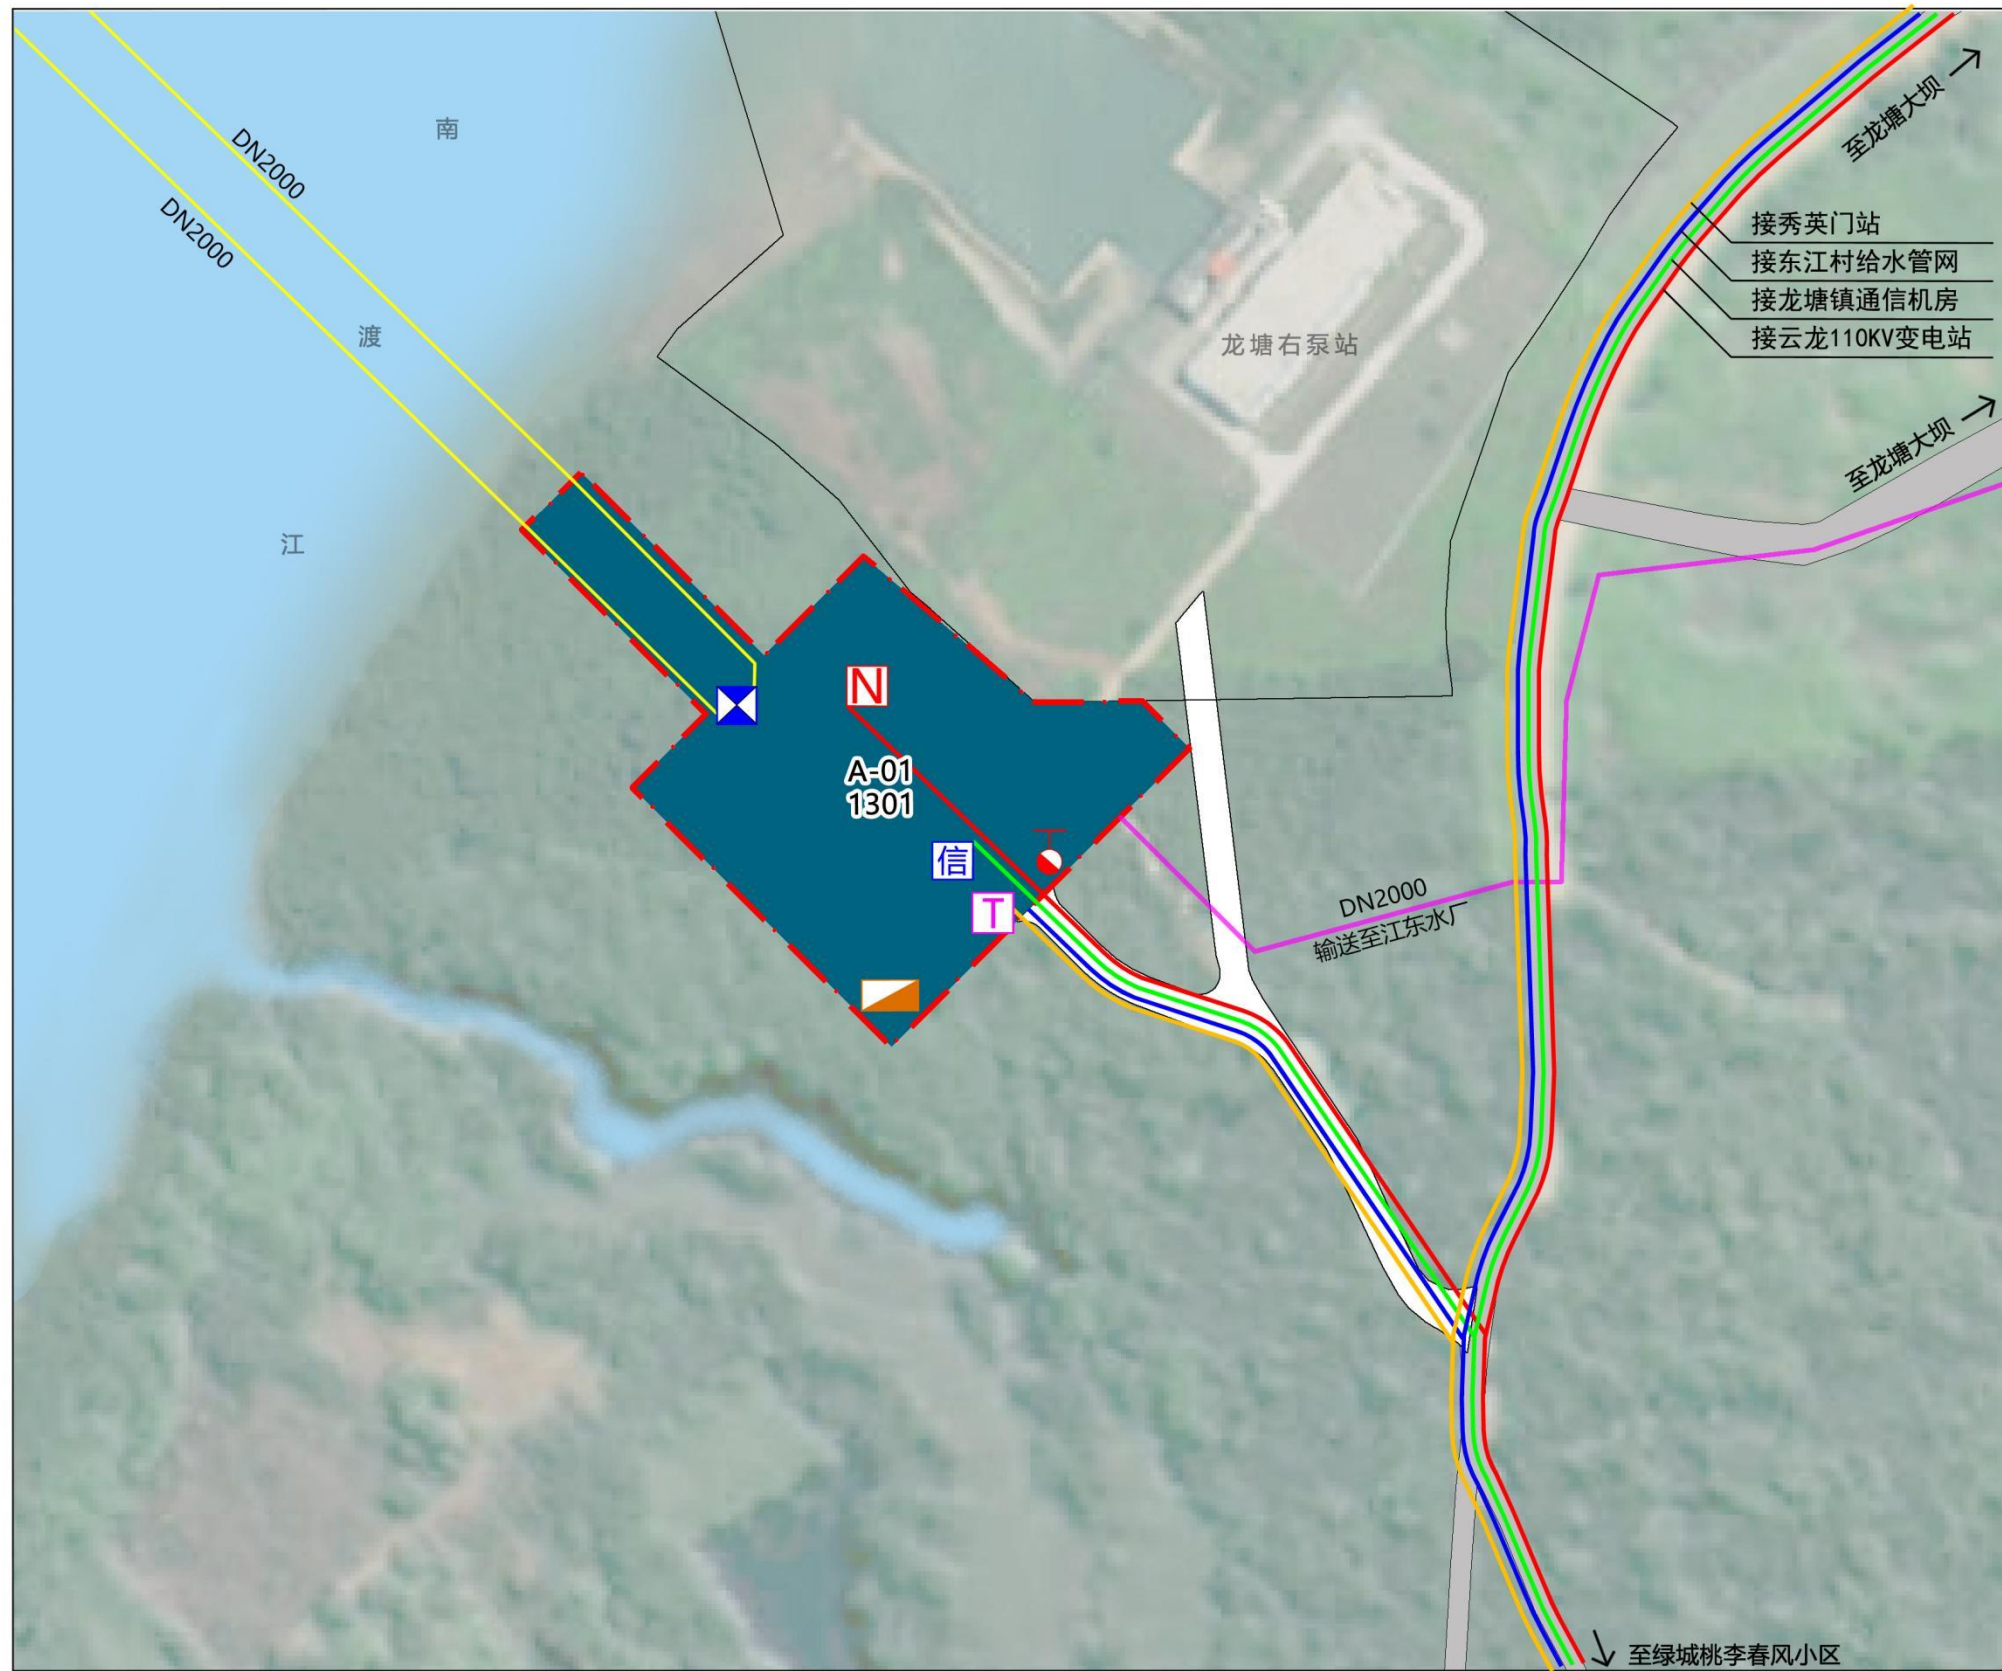 至龙塘大坝
南
DN2000
DN2000
接秀英门站
接东江村给水管网
接龙塘镇通信机房
接云龙110KV变电站
渡
龙塘右泵站
至龙塘大坝
江
N
A-01
1301
信
T
DN2000
输送至江东水厂
至绿城桃李春风小区